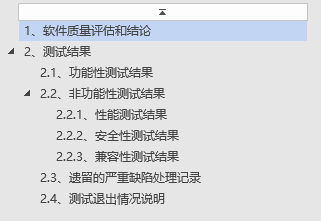 1、软件质量评估和结论
2、测试结果
2.1、功能性测试结果
2.2、非功能性测试结果
2.2.1、性能测试结果
2.2.2、安全性测试结果
2.2.3、兼容性测试结果
2.3、遗留的严重缺陷处理记录
2.4、测试退出情况说明